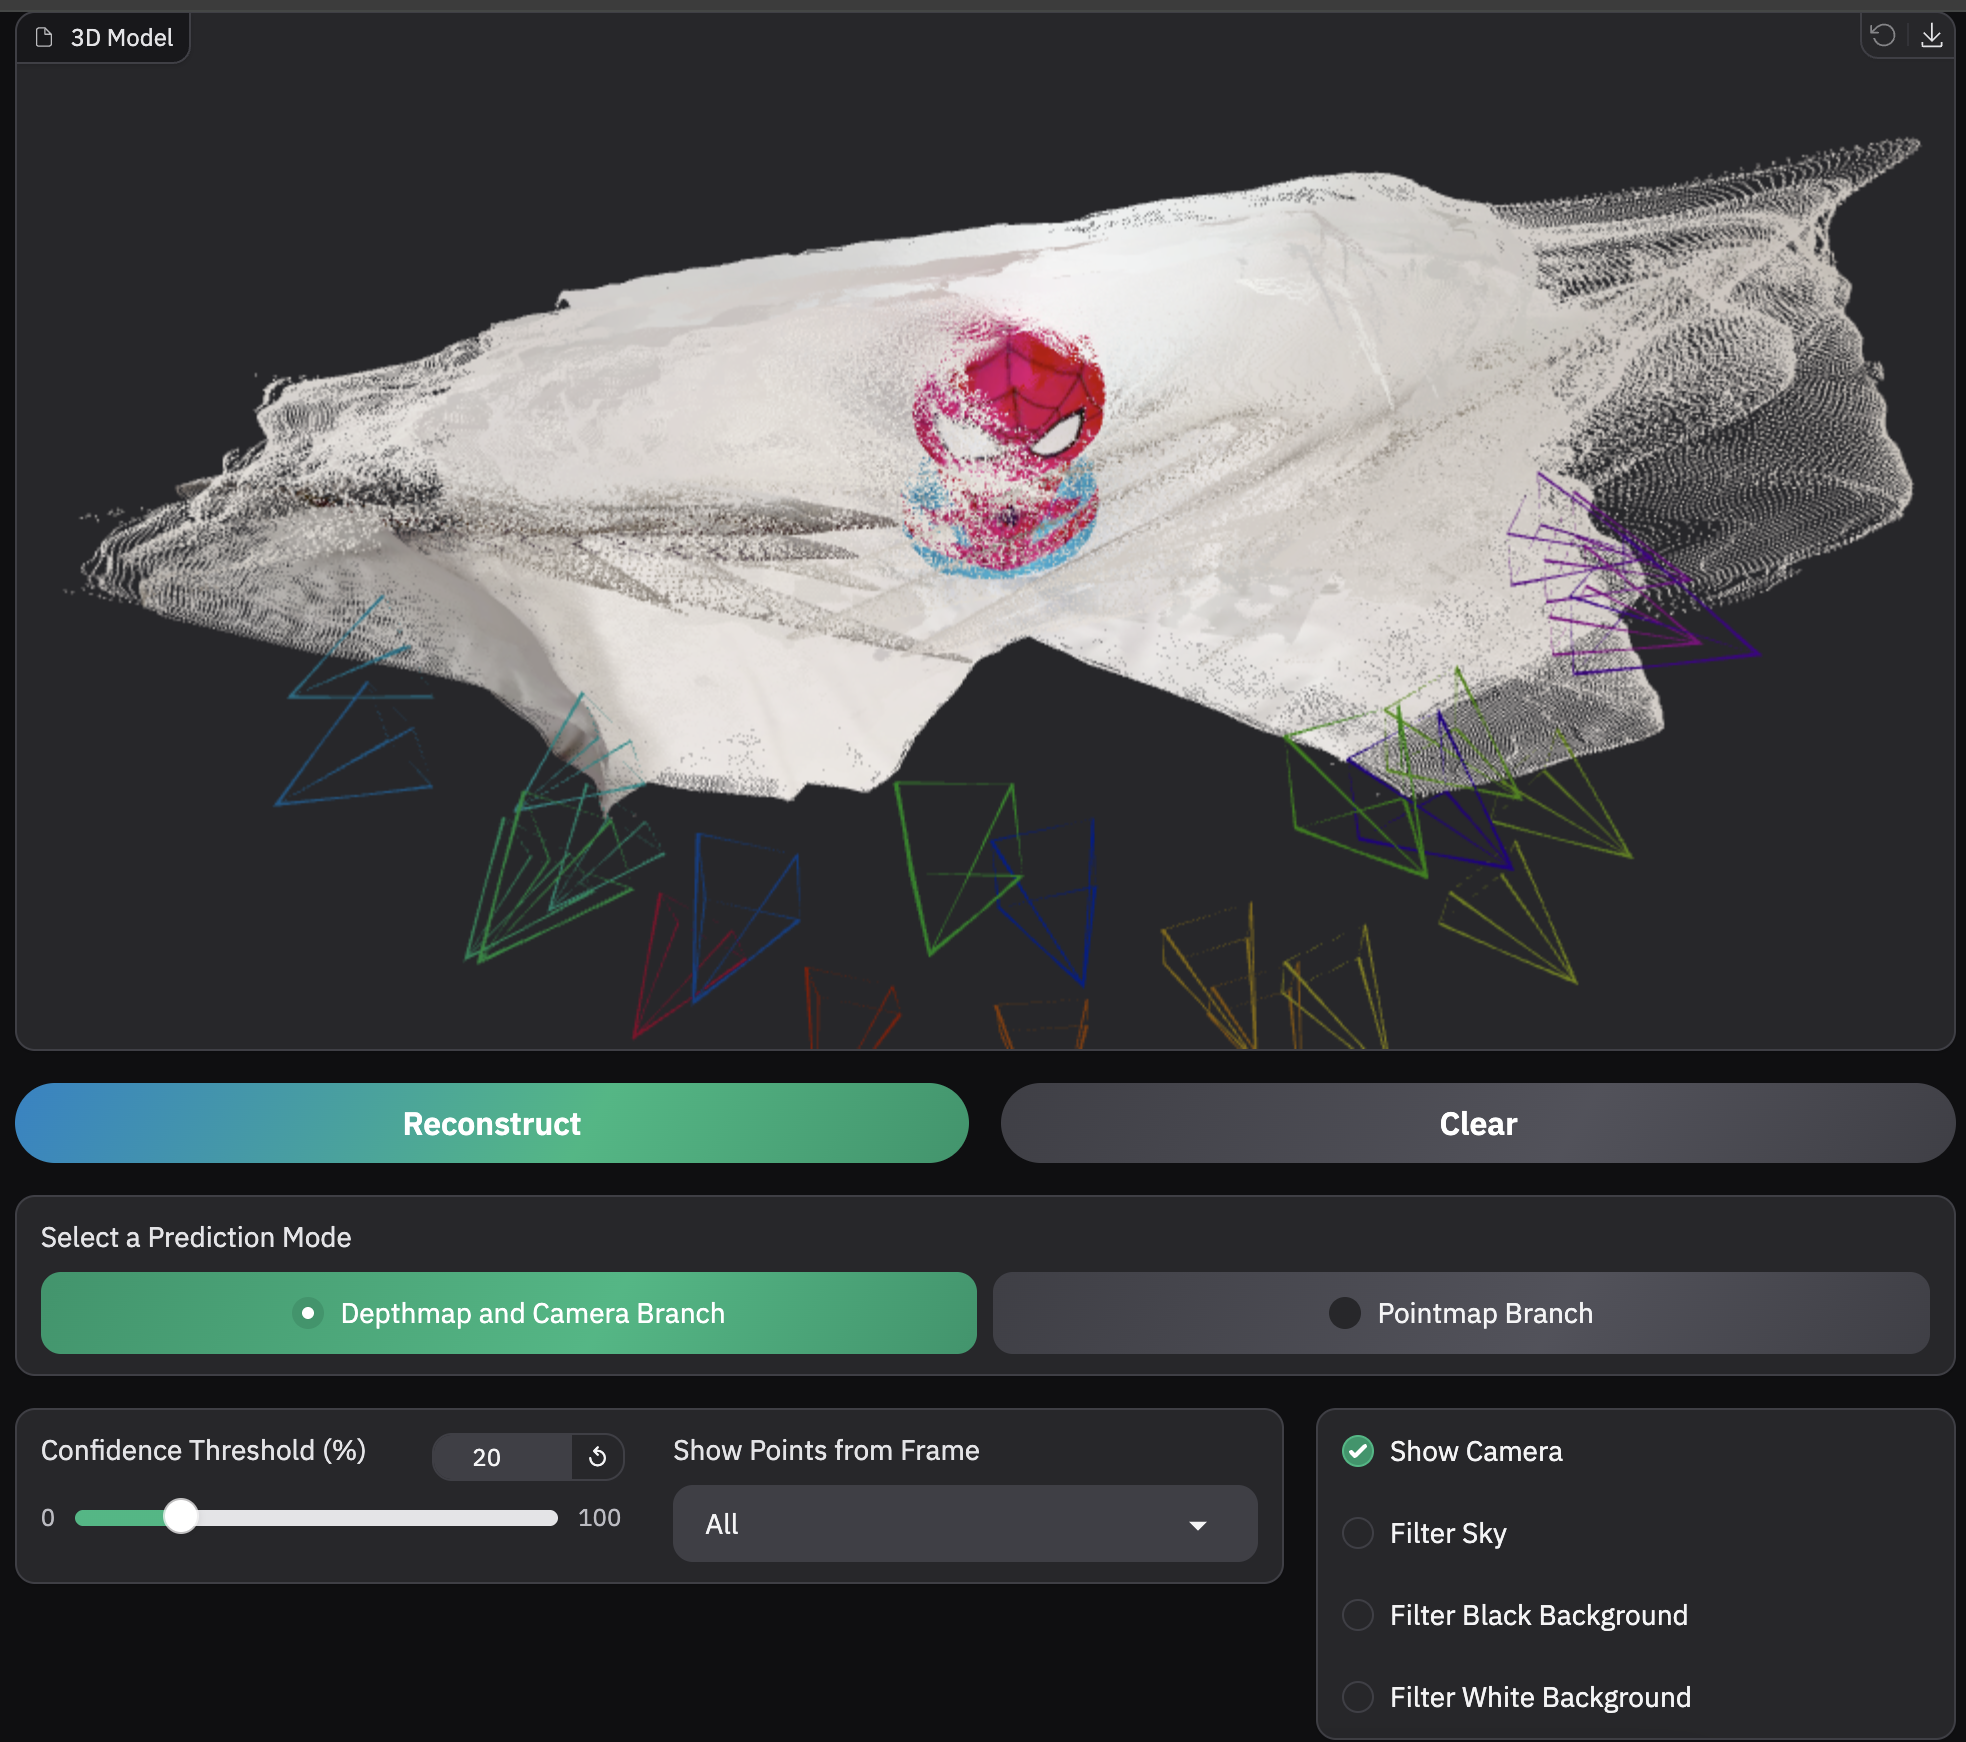 3D Model
Reconstruct
Clear
Select a Prediction Mode
Depthmap and Camera Branch
Pointmap Branch
Confidence Threshold (%)
20
0
100
Show Points from Frame
All
Show Camera
Filter Sky
Filter Black Background
Filter White Background